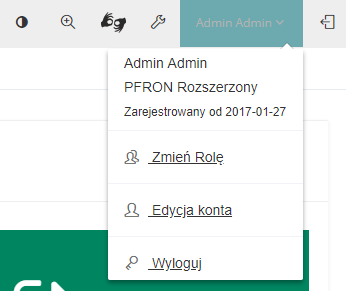 Admin Admin
Admin Admin
PFRON Rozszerzony
Zarejestrowany od 2017-01-27
Zmień Rolę
Edycja konta
Wyloguj